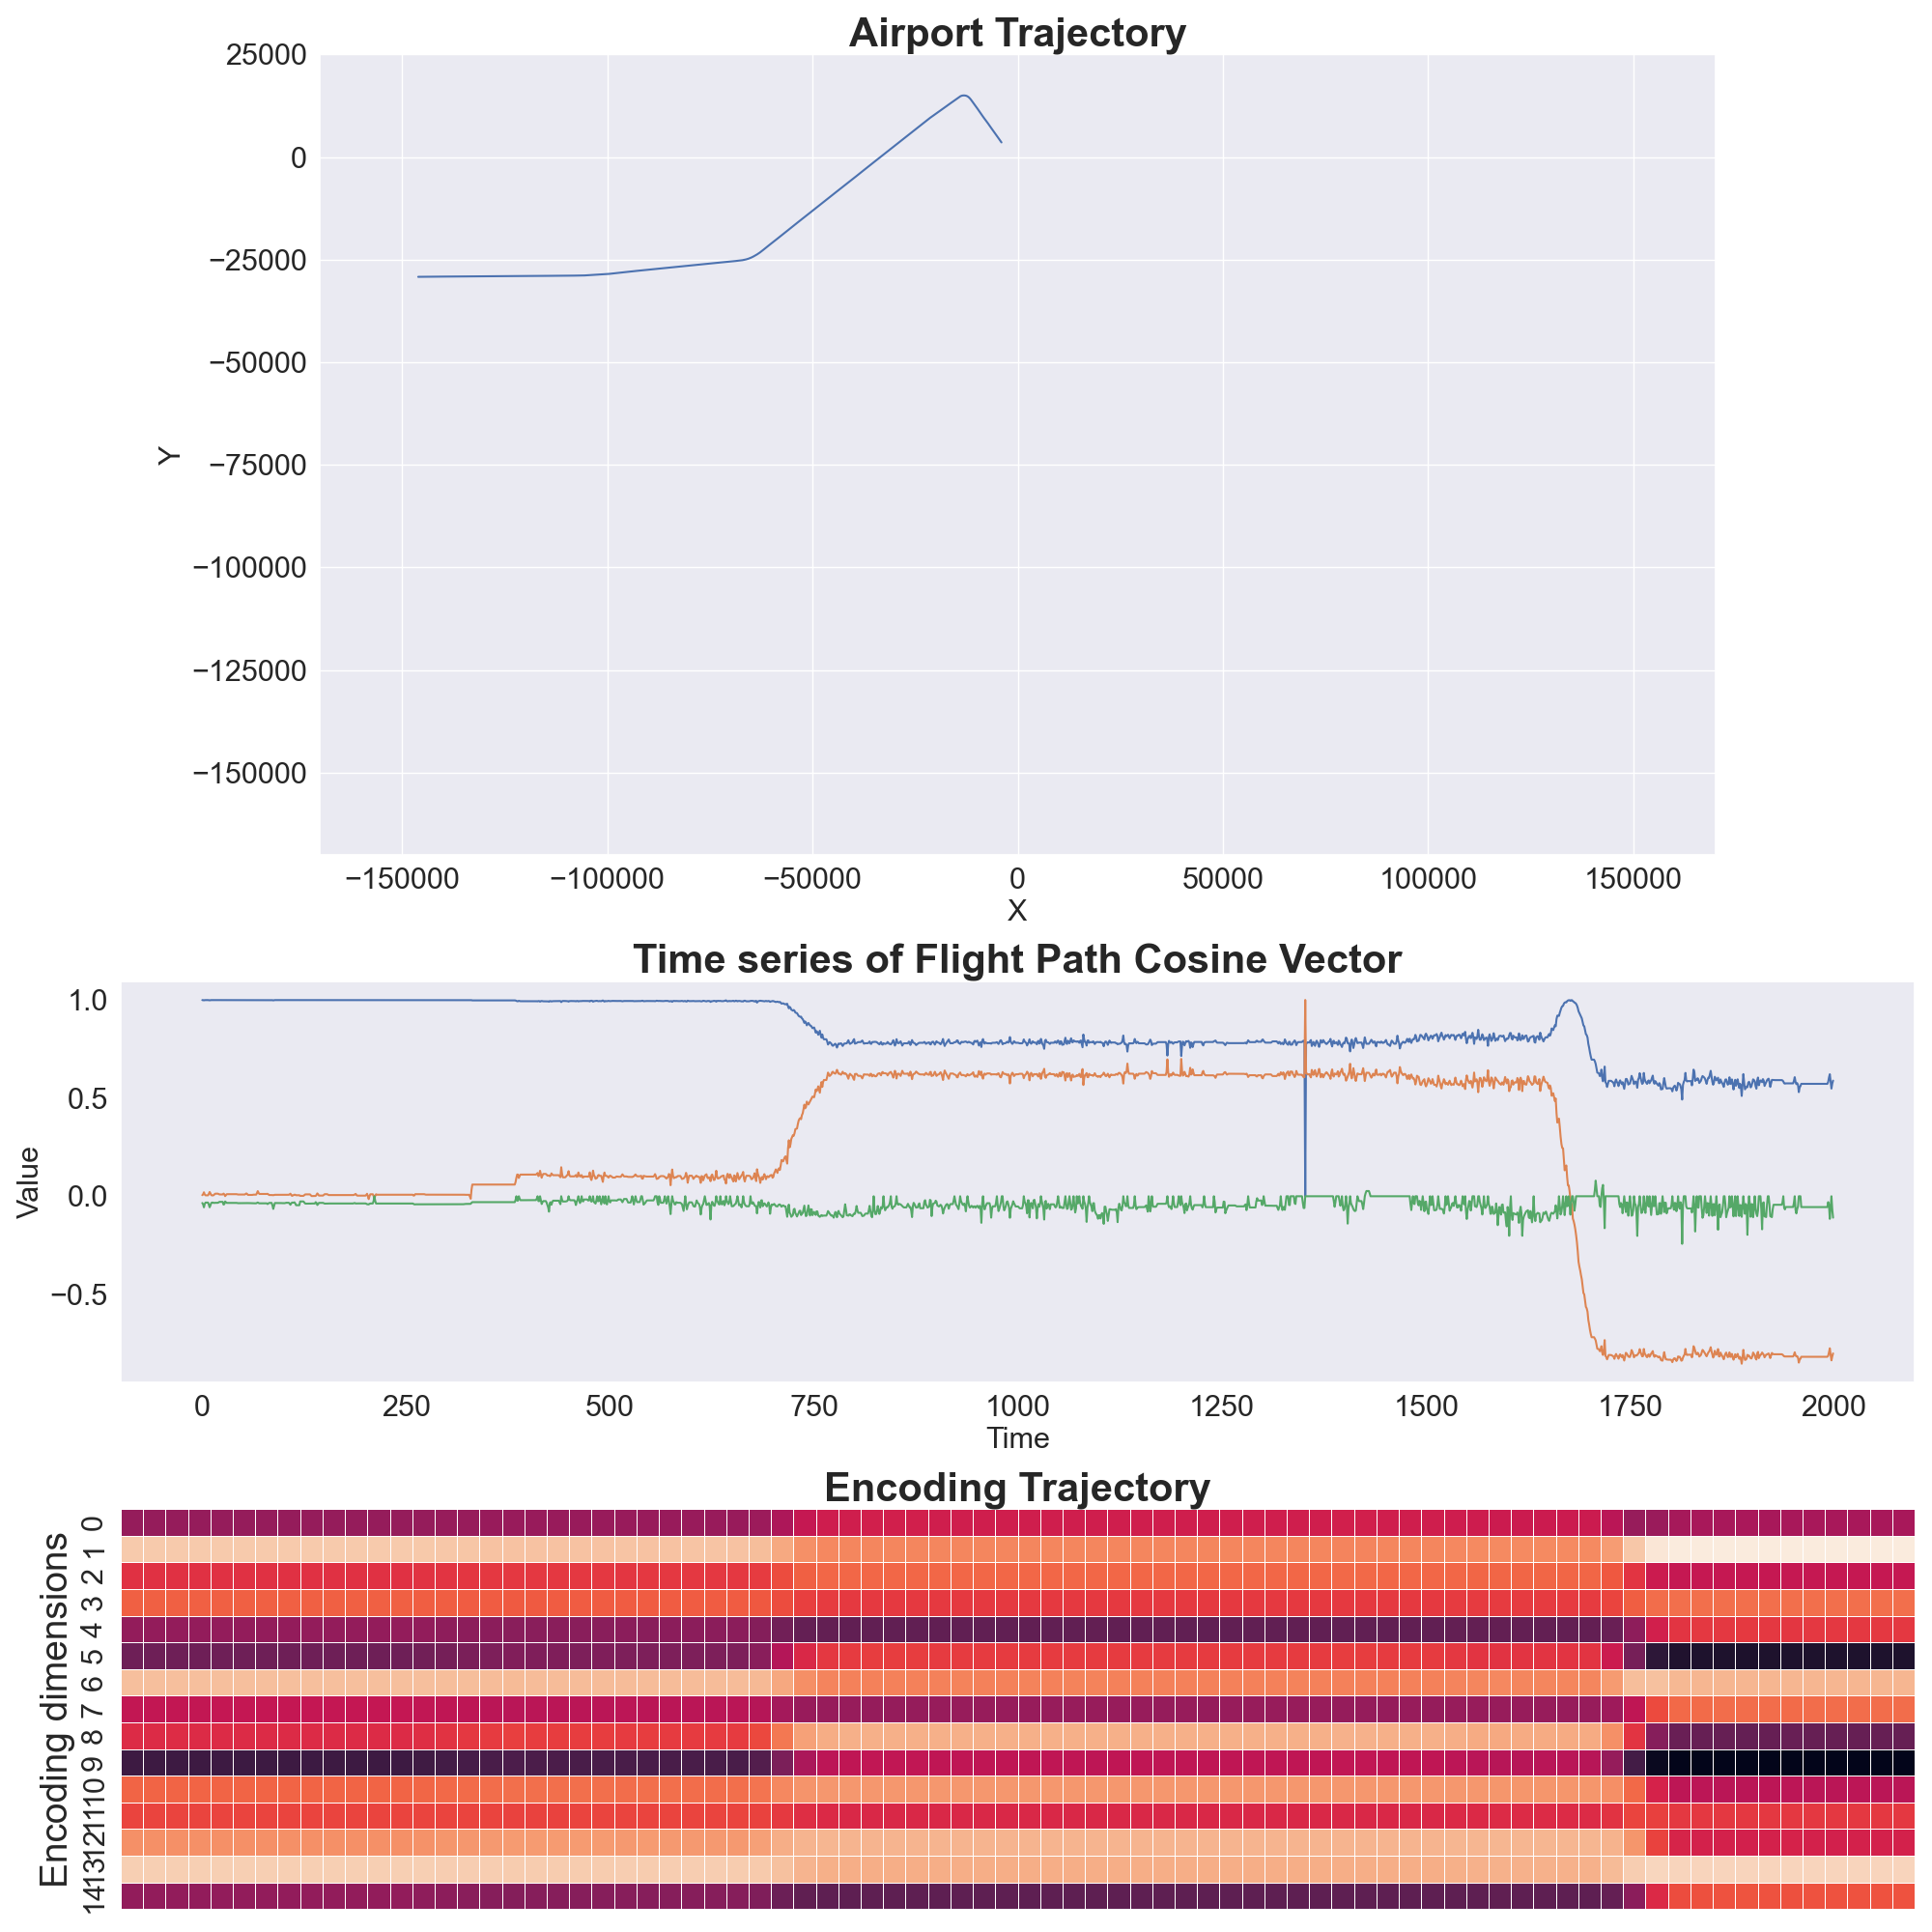 Airport Trajectory
25000
0
−25000
−50000
−75000
−100000
−125000
−150000
Y
−150000 −100000 −50000 0 50000 100000 150000
X
Time series of Flight Path Cosine Vector
1.0
0.5
0.0
−0.5
Value
0 250 500 750 1000 1250 1500 1750 2000
Time
Encoding Trajectory
Encoding dimensions
0
1
2
3
4
5
6
7
8
9
10
11
12
13
14